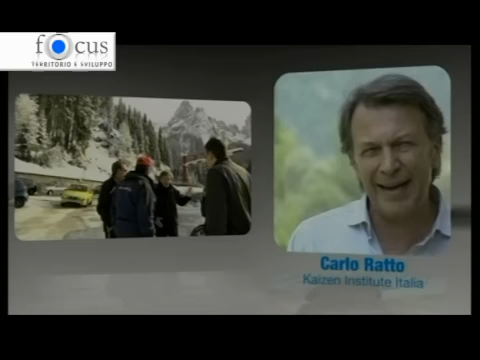 focus
TERRITORIO E SVILUPPO
Carlo Ratto
Kaizen Institute Italia